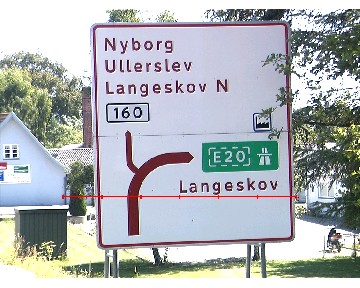 Nyborg
Ullerslev
Langeskov N
160
E20
Langeskov